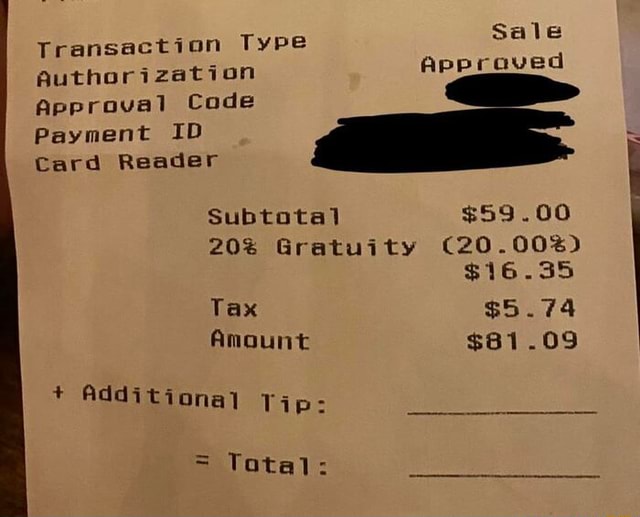 Transaction Type Sale
Authorization Approved
Approval Code
Payment ID
Card Reader
Subtotal $59.00
20% Gratuity (20.00%)
$16.35
Tax $5.74
Amount $81.09
+ Additional Tip:
= Total: